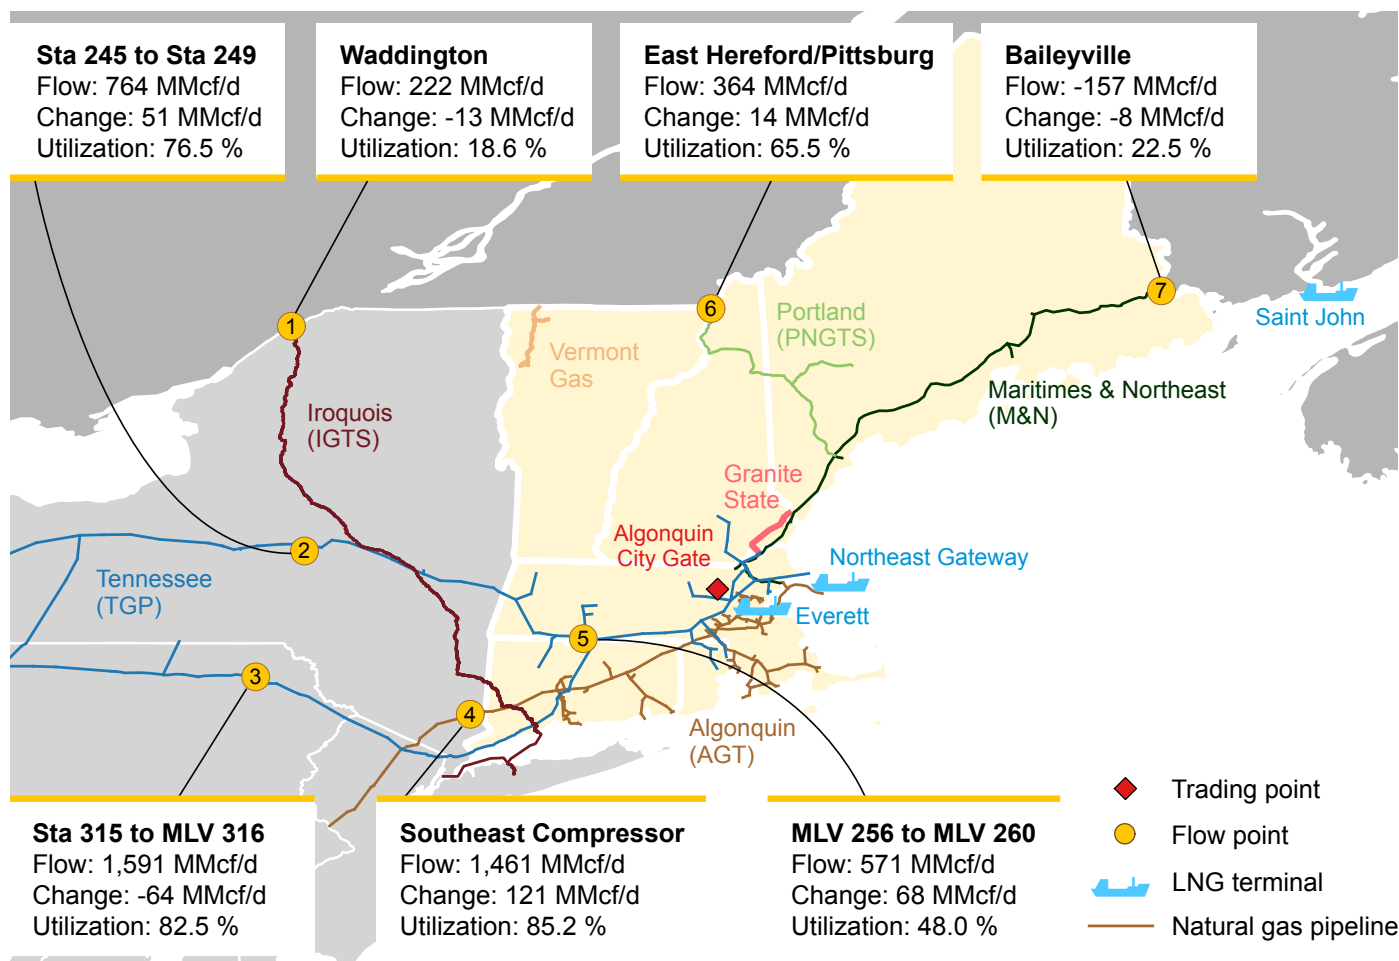 Sta 245 to Sta 249
Flow: 764 MMcf/d
Change: 51 MMcf/d
Utilization: 76.5 %
Waddington
Flow: 222 MMcf/d
Change: -13 MMcf/d
Utilization: 18.6 %
East Hereford/Pittsburg
Flow: 364 MMcf/d
Change: 14 MMcf/d
Utilization: 65.5 %
Baileyville
Flow: -157 MMcf/d
Change: -8 MMcf/d
Utilization: 22.5 %
7
Saint John
6
1
Portland
(PNGTS)
Vermont
Gas
Maritimes & Northeast
(M&N)
Iroquois
(IGTS)
Granite
State
Algonquin
City Gate
2
Northeast Gateway
Tennessee
(TGP)
Everett
5
3
4
Algonquin
(AGT)
Sta 315 to MLV 316
Flow: 1,591 MMcf/d
Change: -64 MMcf/d
Utilization: 82.5 %
Southeast Compressor
Flow: 1,461 MMcf/d
Change: 121 MMcf/d
Utilization: 85.2 %
MLV 256 to MLV 260
Flow: 571 MMcf/d
Change: 68 MMcf/d
Utilization: 48.0 %
Trading point
Flow point
LNG terminal
Natural gas pipeline